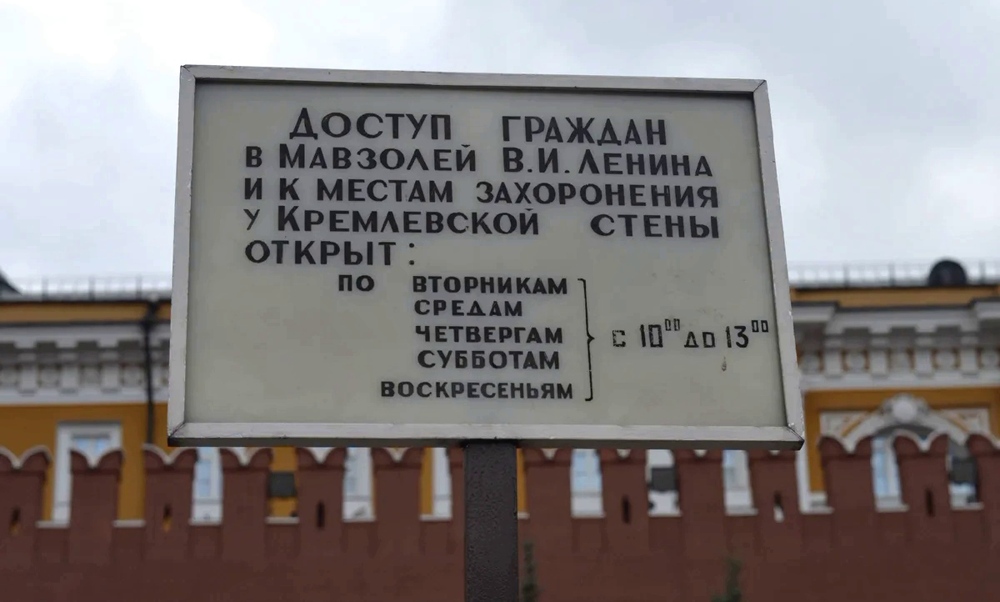 ДОСТУП ГРАЖДАН
В МАВЗОЛЕЙ В.И. ЛЕНИНА
И К МЕСТАМ ЗАХОРОНЕНИЯ
У КРЕМЛЕВСКОЙ СТЕНЫ
ОТКРЫТ:
ПО ВТОРНИКАМ
СРЕДАМ
ЧЕТВЕРГАМ С 10⁰⁰ ДО 13⁰⁰
СУББОТАМ
ВОСКРЕСЕНЬЯМ